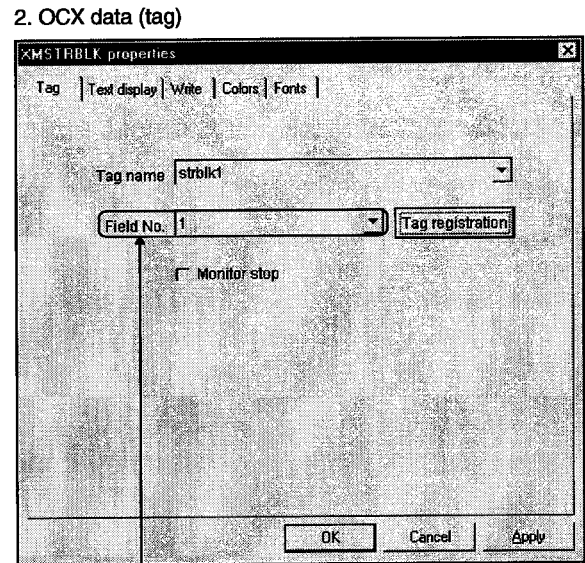 2. OCX data (tag)
XMSTRBLK properties
Tag Text display Write Colors Fonts
Tag name strblk1
Field No. 1 Tag registration
Monitor stop
OK Cancel Apply